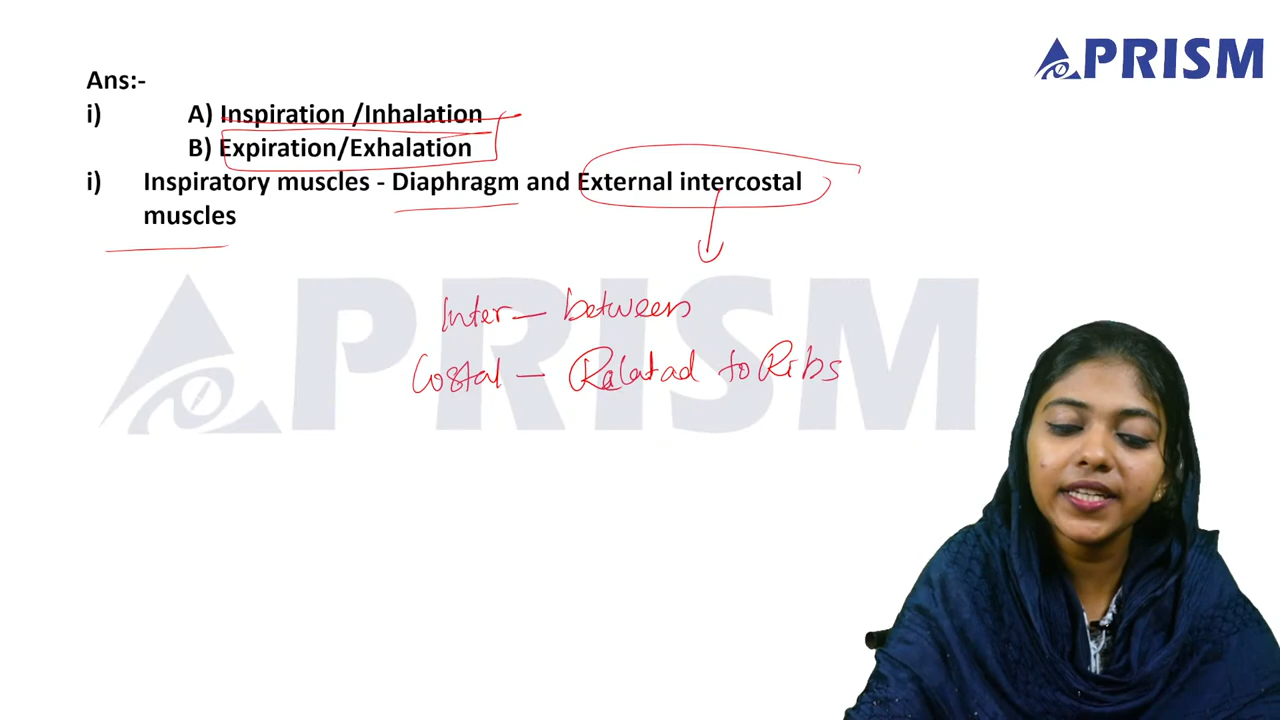 PRISM
Ans:-
i) A) Inspiration /Inhalation
B) Expiration/Exhalation
i) Inspiratory muscles - Diaphragm and External intercostal
muscles
Inter — between
Costal — Related to Ribs
PRISM